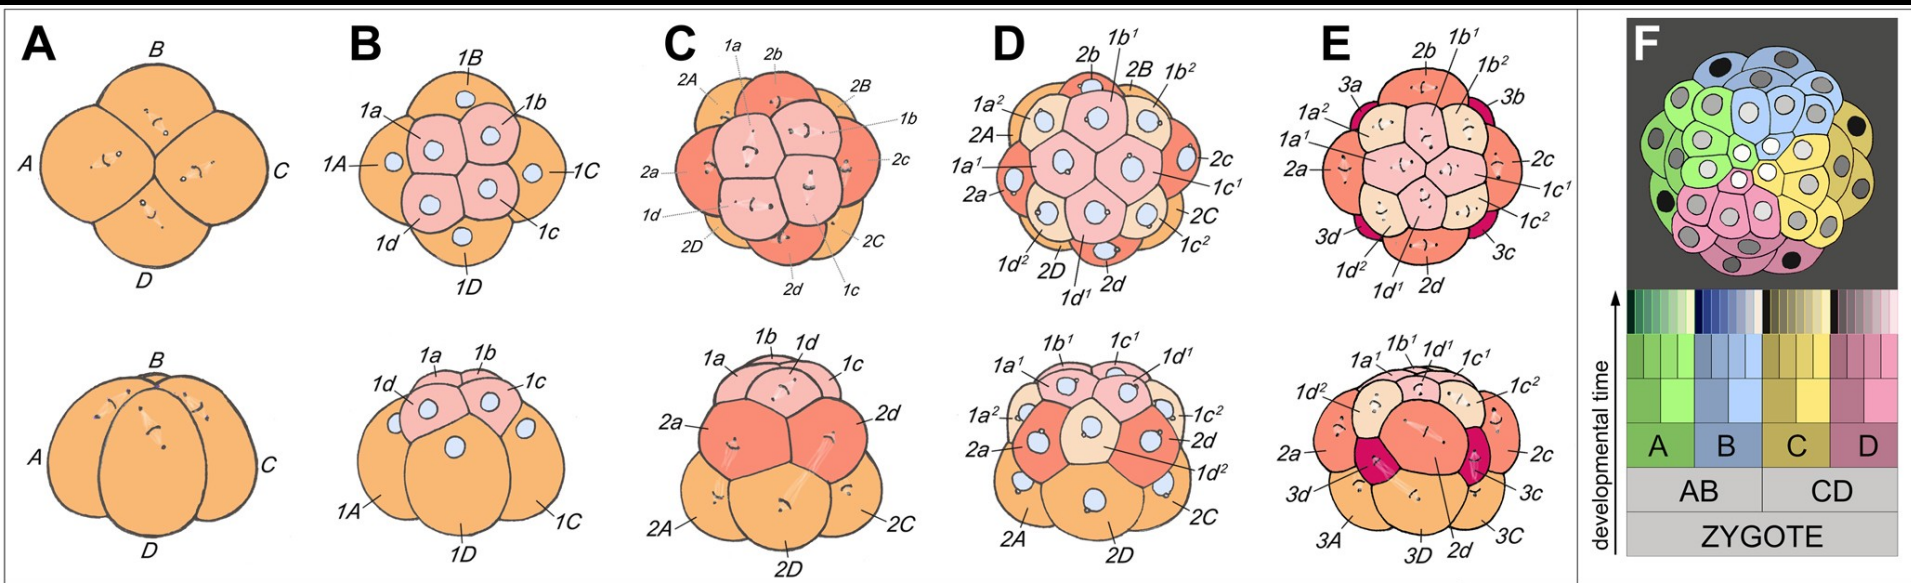 A
B
A
C
D
B
A
C
D
B
1B
1a
1b
1A
1C
1d
1c
1D
1a
1b
1d
1c
1A
1C
1D
C
1a
2b
2A
2B
1b
2a
2c
1d
2D
2C
2d
1c
1b
1d
1a
1c
2a
2d
2A
2C
2D
D
1b¹
2b
2B
1b²
1a²
2A
1a¹
2c
2a
1c¹
2C
1c²
1d²
2D
2d
1d¹
1b¹
1c¹
1a¹
1d¹
1a²
1c²
2a
2d
1d²
2A
2C
2D
E
1b¹
2b
1b²
3a
3b
1a²
1a¹
2a
2c
1c¹
1c²
3d
3c
1d²
1d¹
2d
1b¹
1d¹
1a¹
1c¹
1d²
1c²
2a
2c
3d
3c
3A
3D
2d
3C
F
developmental time
A B C D
AB CD
ZYGOTE